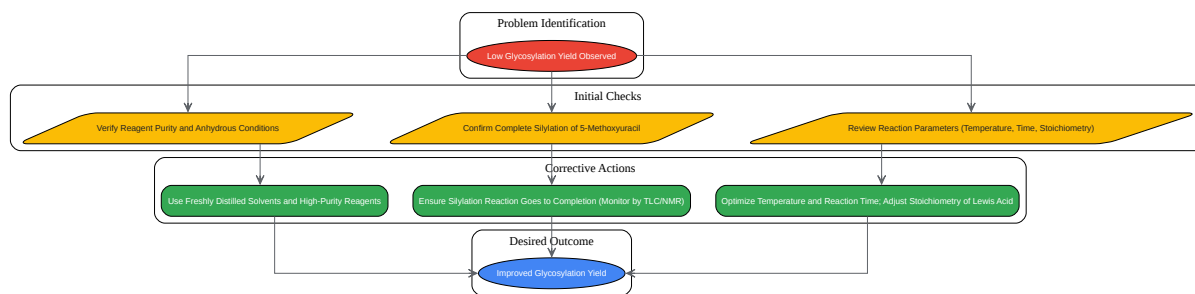 Problem Identification
Low Glycosylation Yield Observed
Initial Checks
Verify Reagent Purity and Anhydrous Conditions
Confirm Complete Silylation of 5-Methoxyuracil
Review Reaction Parameters (Temperature, Time, Stoichiometry)
Corrective Actions
Use Freshly Distilled Solvents and High-Purity Reagents
Ensure Silylation Reaction Goes to Completion (Monitor by TLC/NMR)
Optimize Temperature and Reaction Time; Adjust Stoichiometry of Lewis Acid
Desired Outcome
Improved Glycosylation Yield